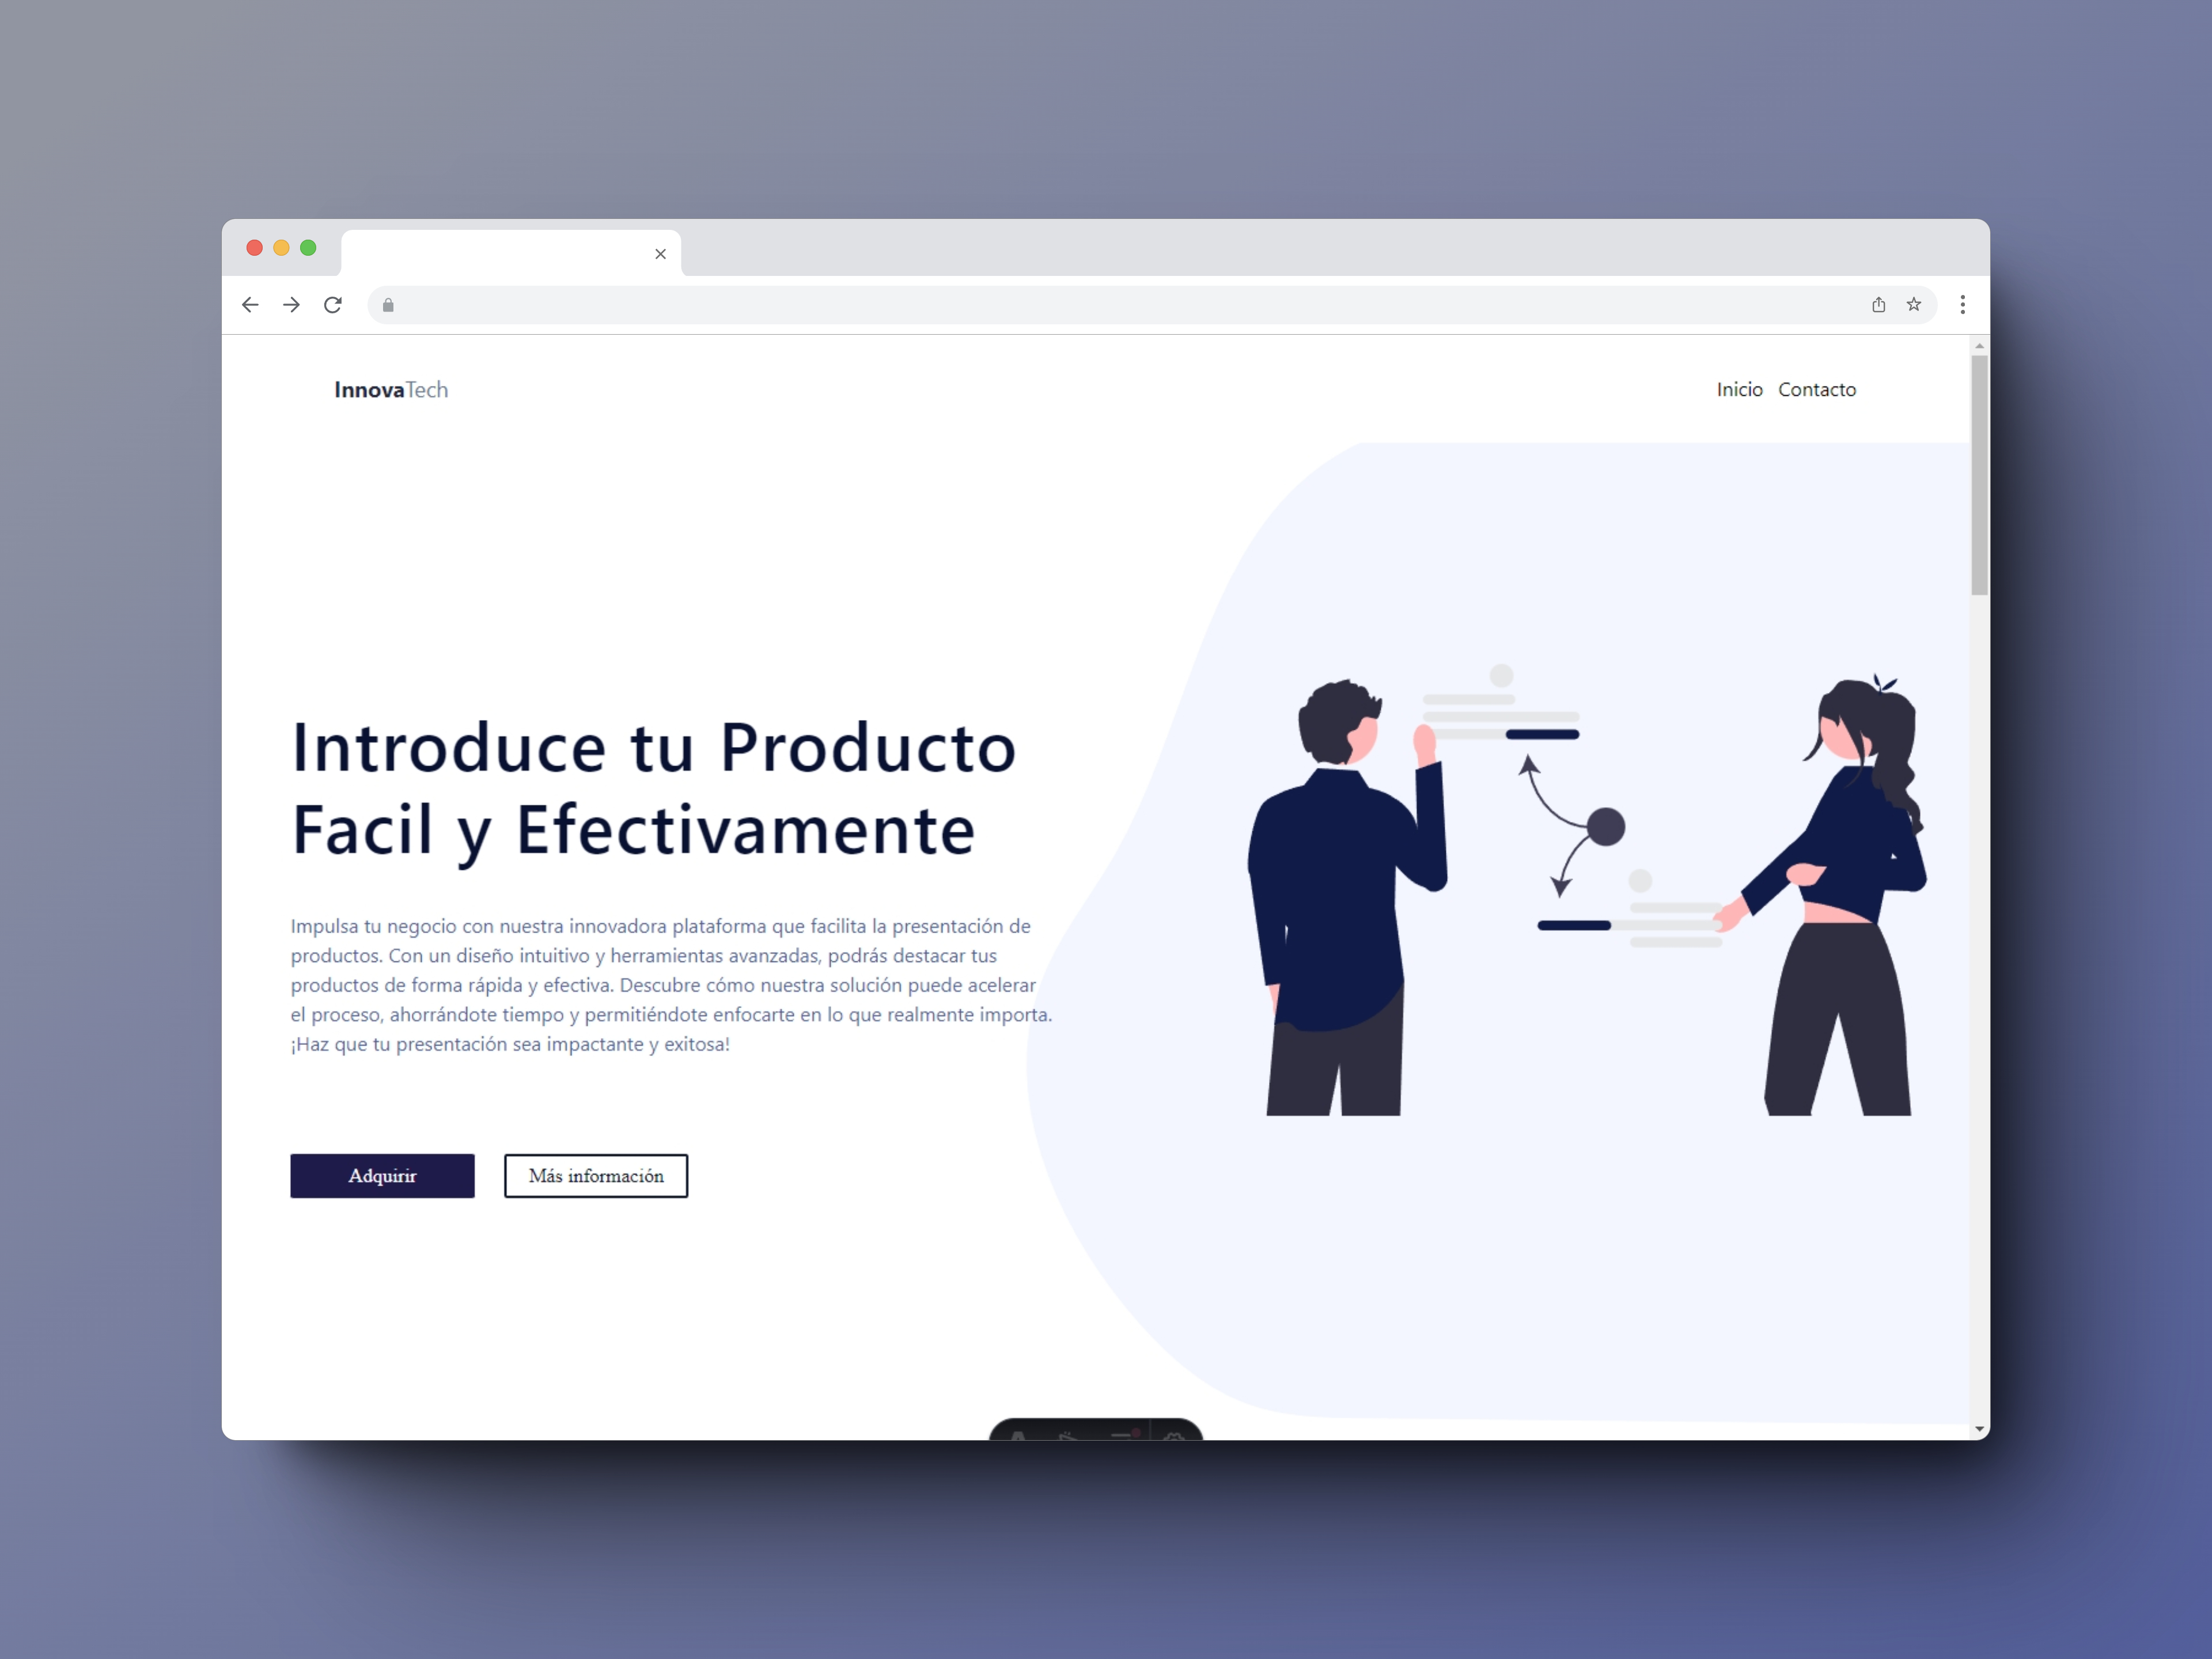 InnovaTech
Inicio Contacto
Introduce tu Producto
Facil y Efectivamente
Impulsa tu negocio con nuestra innovadora plataforma que facilita la presentación de
productos. Con un diseño intuitivo y herramientas avanzadas, podrás destacar tus
productos de forma rápida y efectiva. Descubre cómo nuestra solución puede acelerar
el proceso, ahorrándote tiempo y permitiéndote enfocarte en lo que realmente importa.
¡Haz que tu presentación sea impactante y exitosa!
Adquirir Más información